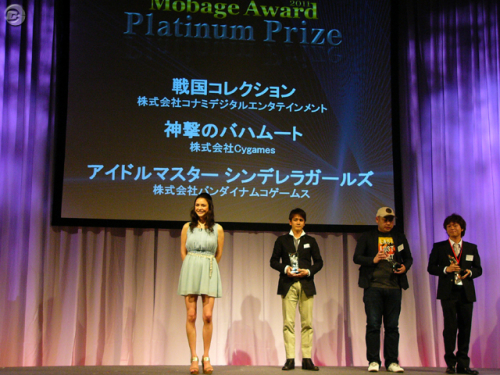 Mobage Award
2011
Platinum Prize
戦国コレクション
株式会社コナミデジタルエンタテインメント
神撃のバハムート
株式会社Cygames
アイドルマスター シンデレラガールズ
株式会社バンダイナムコゲームス